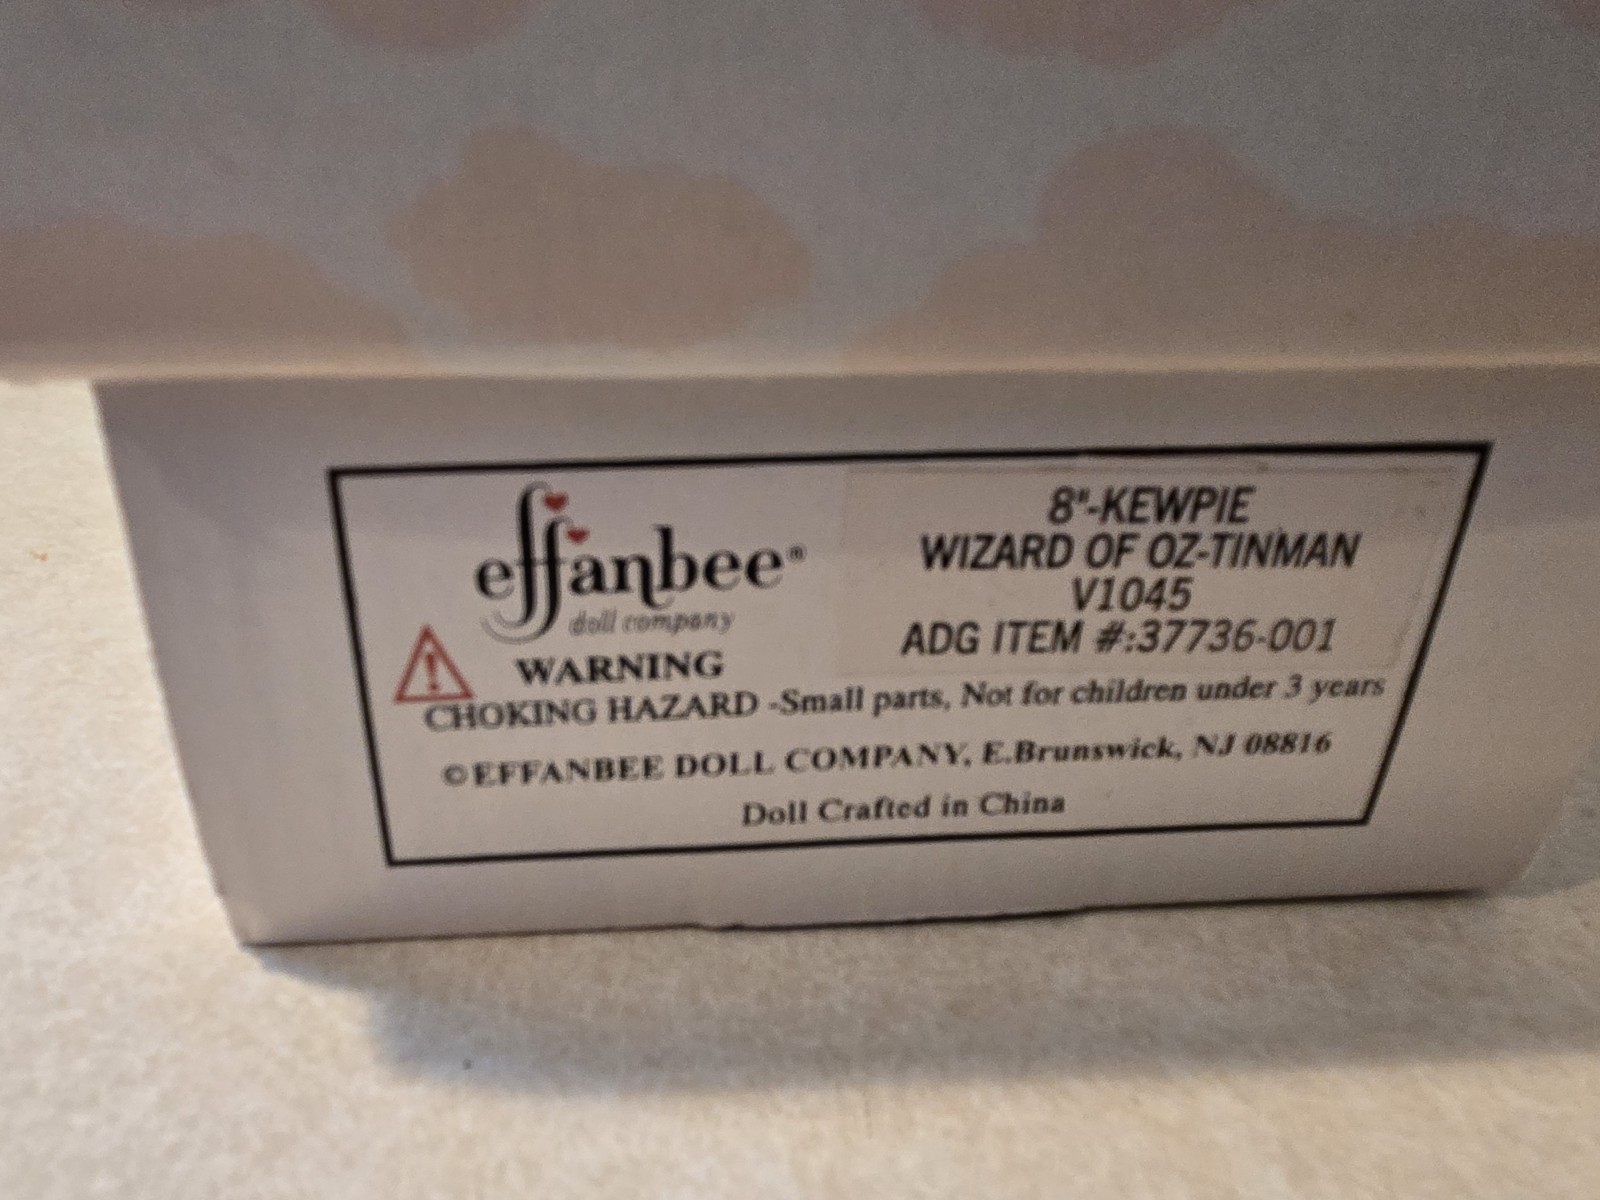 effanbee®
doll company
8"-KEWPIE
WIZARD OF OZ-TINMAN
V1045
ADG ITEM #:37736-001
WARNING
CHOKING HAZARD -Small parts, Not for children under 3 years
©EFFANBEE DOLL COMPANY, E.Brunswick, NJ 08816
Doll Crafted in China